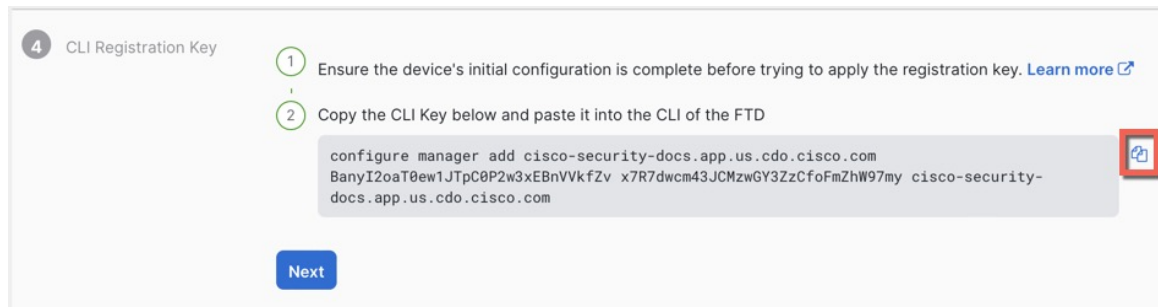 4 CLI Registration Key
1 Ensure the device's initial configuration is complete before trying to apply the registration key. Learn more
2 Copy the CLI Key below and paste it into the CLI of the FTD
configure manager add cisco-security-docs.app.us.cdo.cisco.com
BanyI2oaT0ew1JTpC0P2w3xEBnVVkfZv x7R7dwcm43JCMzwGY3ZzCfoFmZhW97my cisco-security-
docs.app.us.cdo.cisco.com
Next